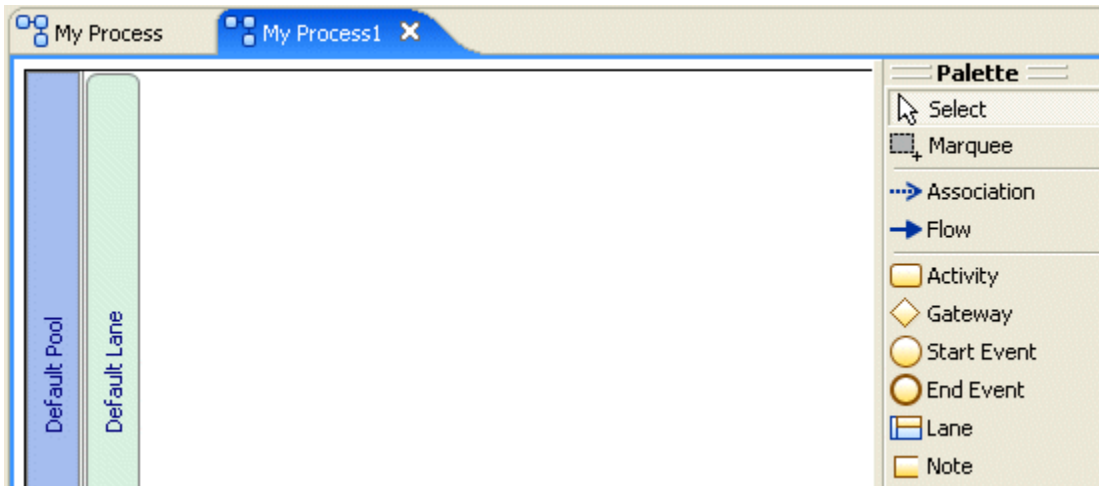 My Process
My Process1
Palette
Select
Marquee
Association
Flow
Activity
Gateway
Start Event
End Event
Lane
Note
Default Pool
Default Lane